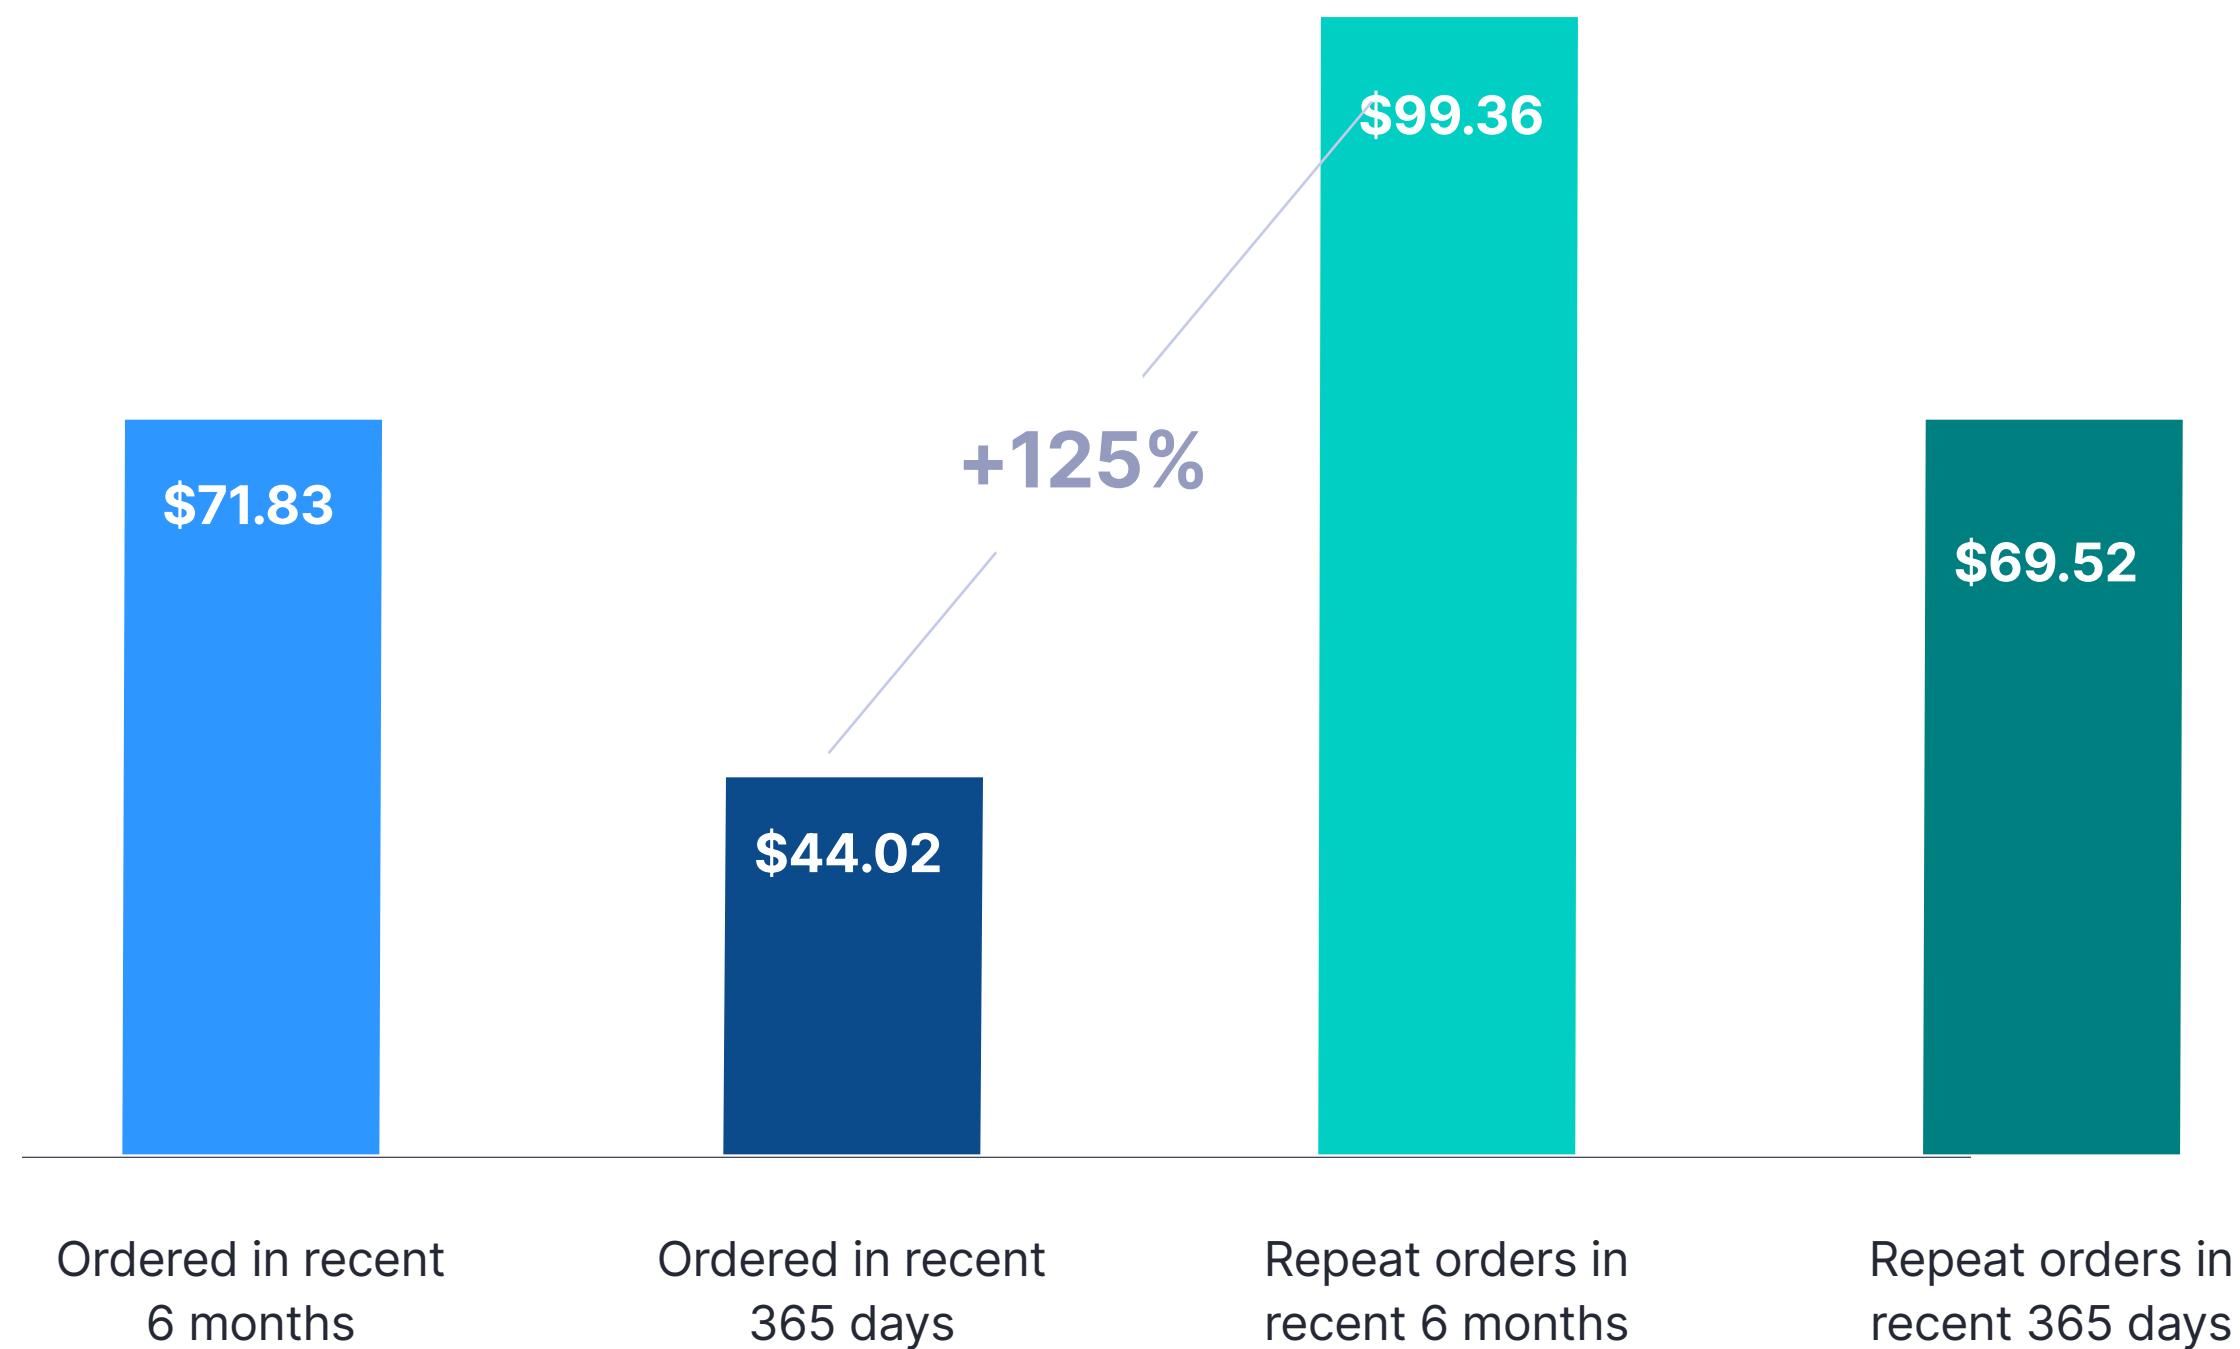 $99.36
+125%
$71.83
$69.52
$44.02
Ordered in recent
6 months
Ordered in recent
365 days
Repeat orders in
recent 6 months
Repeat orders in
recent 365 days